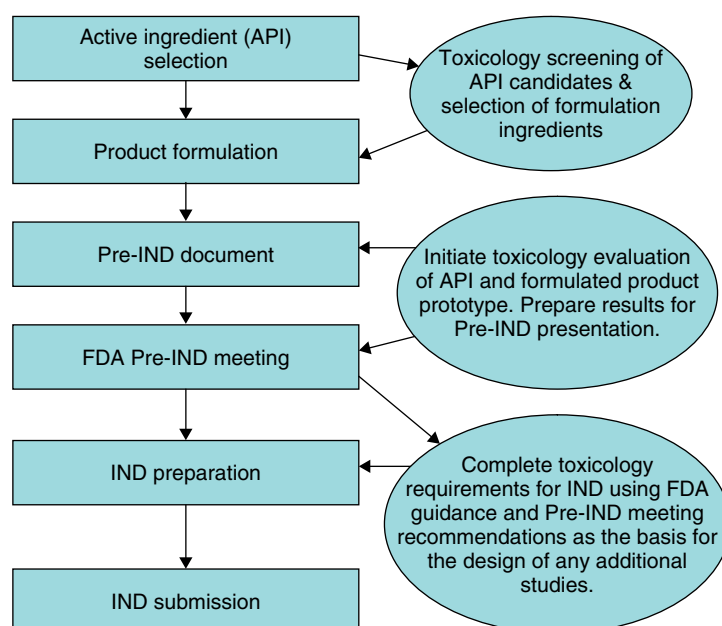 Active ingredient (API)
selection
Toxicology screening of
API candidates &
selection of formulation
ingredients
Product formulation
Pre-IND document
Initiate toxicology evaluation
of API and formulated product
prototype. Prepare results for
Pre-IND presentation.
FDA Pre-IND meeting
IND preparation
Complete toxicology
requirements for IND using FDA
guidance and Pre-IND meeting
recommendations as the basis for
the design of any additional
studies.
IND submission